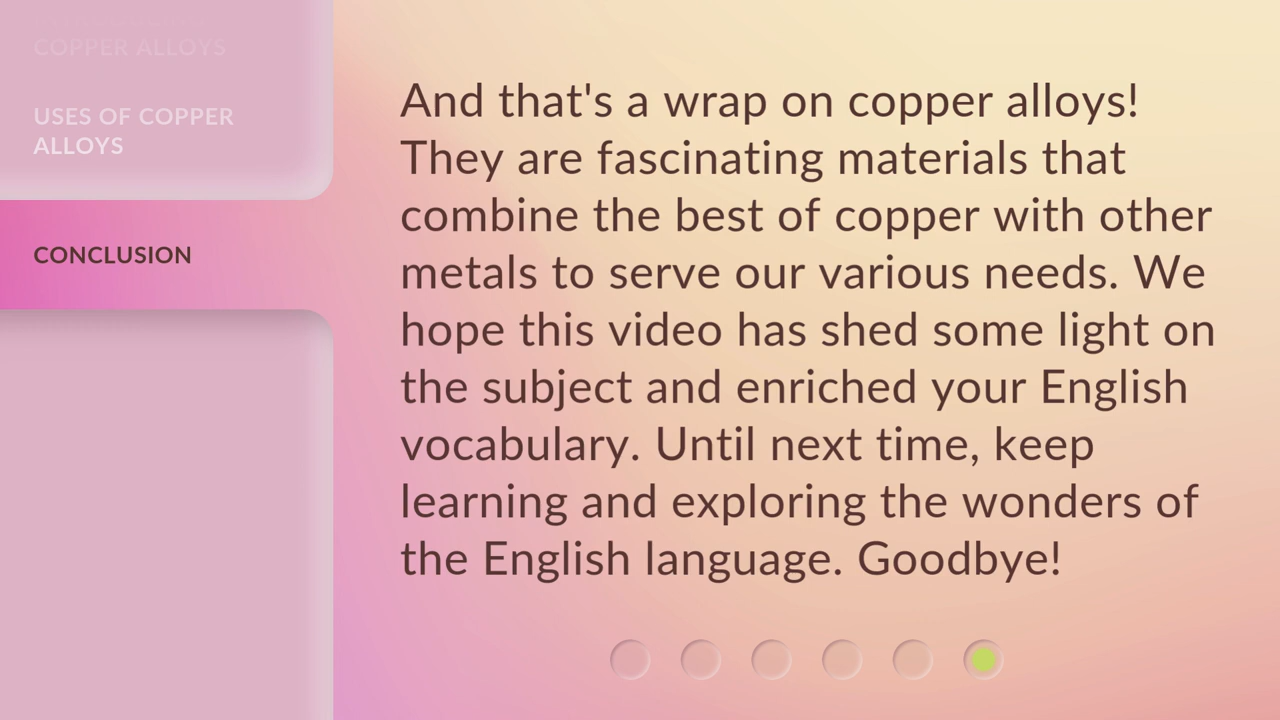 COPPER ALLOYS
USES OF COPPER
ALLOYS
CONCLUSION
And that's a wrap on copper alloys!
They are fascinating materials that
combine the best of copper with other
metals to serve our various needs. We
hope this video has shed some light on
the subject and enriched your English
vocabulary. Until next time, keep
learning and exploring the wonders of
the English language. Goodbye!